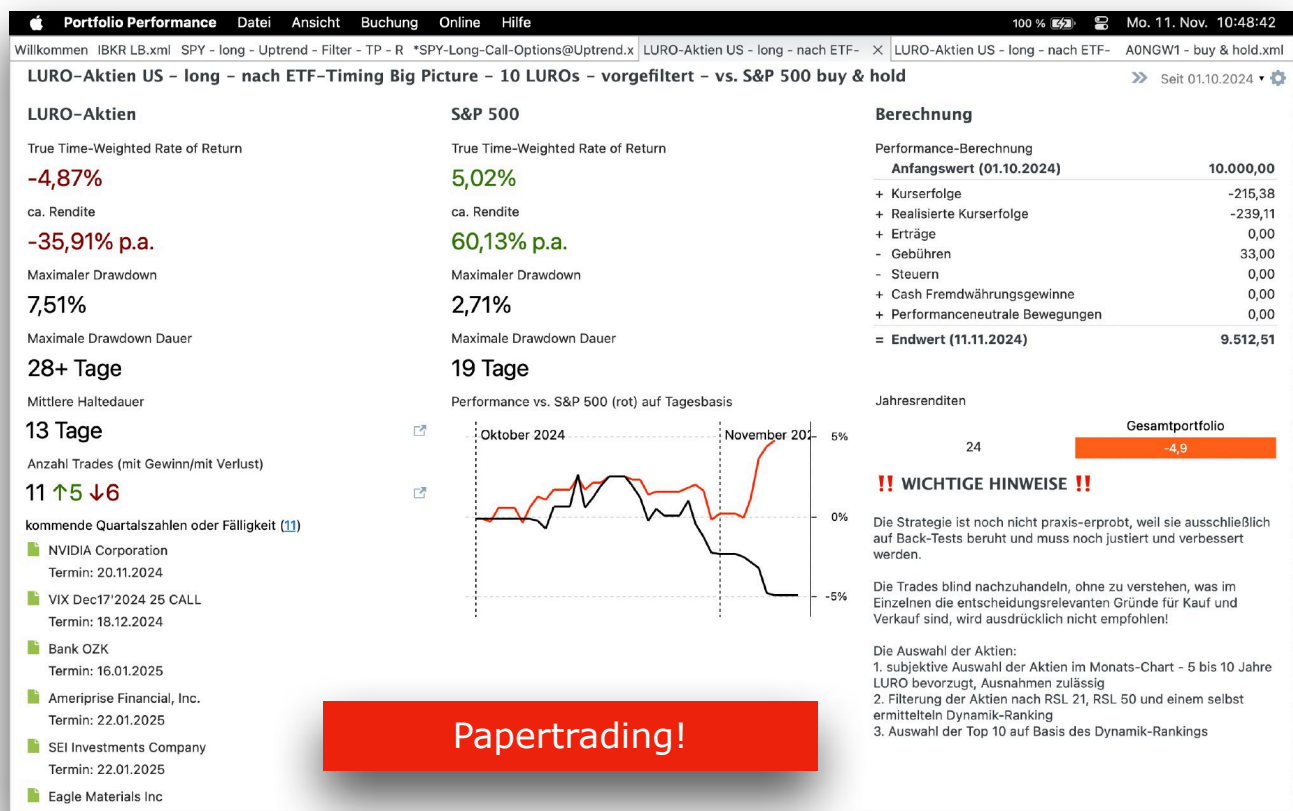 Portfolio Performance Datei Ansicht Buchung Online Hilfe 100 % Mo. 11. Nov. 10:48:42
Willkommen IBKR LB.xml SPY - long - Uptrend - Filter - TP - R *SPY-Long-Call-Options@Uptrend.x LURO-Aktien US - long - nach ETF- LURO-Aktien US - long - nach ETF- A0NGW1 - buy & hold.xml
LURO-Aktien US - long - nach ETF-Timing Big Picture - 10 LUROs - vorgefiltert - vs. S&P 500 buy & hold
Seit 01.10.2024
LURO-Aktien
True Time-Weighted Rate of Return
-4,87%
ca. Rendite
-35,91% p.a.
Maximaler Drawdown
7,51%
Maximale Drawdown Dauer
28+ Tage
Mittlere Haltedauer
13 Tage
Anzahl Trades (mit Gewinn/mit Verlust)
11 ↑5 ↓6
kommende Quartalszahlen oder Fälligkeit (11)
NVIDIA Corporation
Termin: 20.11.2024
VIX Dec17'2024 25 CALL
Termin: 18.12.2024
Bank OZK
Termin: 16.01.2025
Ameriprise Financial, Inc.
Termin: 22.01.2025
SEI Investments Company
Termin: 22.01.2025
Eagle Materials Inc
S&P 500
True Time-Weighted Rate of Return
5,02%
ca. Rendite
60,13% p.a.
Maximaler Drawdown
2,71%
Maximale Drawdown Dauer
19 Tage
Performance vs. S&P 500 (rot) auf Tagesbasis
Oktober 2024 November 202
5%
0%
-5%
Papertrading!
Berechnung
Performance-Berechnung
Anfangswert (01.10.2024) 10.000,00
+ Kurserfolge -215,38
+ Realisierte Kurserfolge -239,11
+ Erträge 0,00
- Gebühren 33,00
- Steuern 0,00
+ Cash Fremdwährungsgewinne 0,00
+ Performanceneutrale Bewegungen 0,00
= Endwert (11.11.2024) 9.512,51
Jahresrenditen
Gesamtportfolio
24 -4,9
‼ WICHTIGE HINWEISE ‼
Die Strategie ist noch nicht praxis-erprobt, weil sie ausschließlich
auf Back-Tests beruht und muss noch justiert und verbessert
werden.
Die Trades blind nachzuhandeln, ohne zu verstehen, was im
Einzelnen die entscheidungsrelevanten Gründe für Kauf und
Verkauf sind, wird ausdrücklich nicht empfohlen!
Die Auswahl der Aktien:
1. subjektive Auswahl der Aktien im Monats-Chart - 5 bis 10 Jahre
LURO bevorzugt, Ausnahmen zulässig
2. Filterung der Aktien nach RSL 21, RSL 50 und einem selbst
ermittelteln Dynamik-Ranking
3. Auswahl der Top 10 auf Basis des Dynamik-Rankings